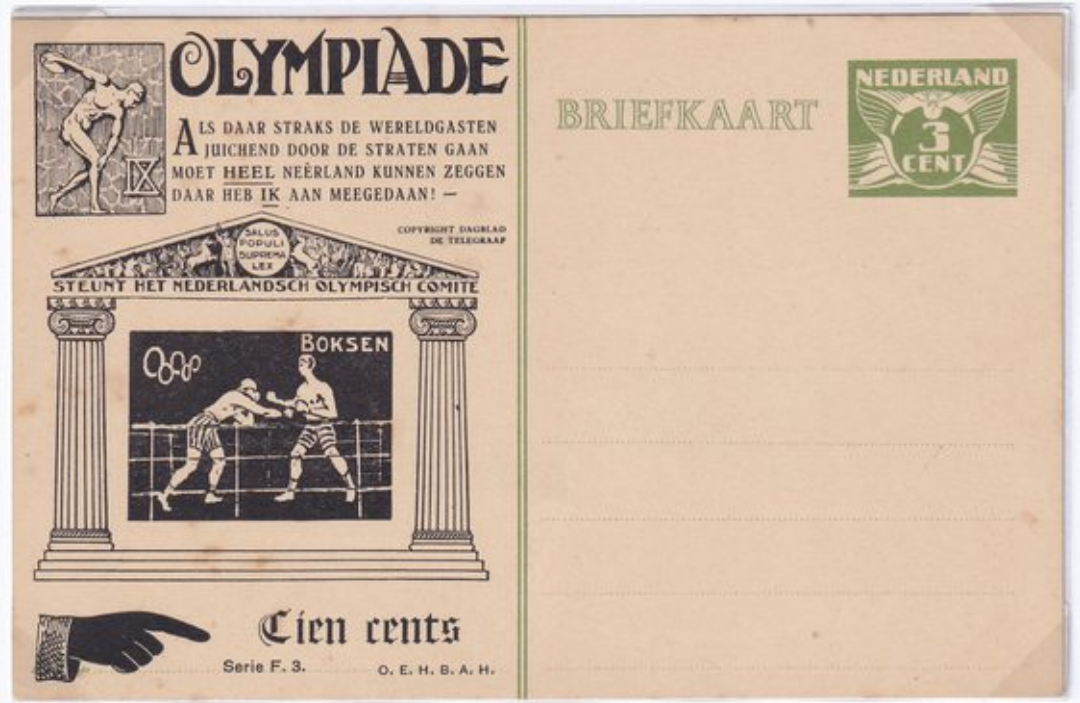 OLYMPIADE
IX
ALS DAAR STRAKS DE WERELDGASTEN
JUICHEND DOOR DE STRATEN GAAN
MOET HEEL NEÊRLAND KUNNEN ZEGGEN
DAAR HEB IK AAN MEEGEDAAN! —
COPYRIGHT DAGBLAD
DE TELEGRAAF
SALUS
POPULI
SUPREMA
LEX
STEUNT HET NEDERLANDSCH OLYMPISCH COMITE
BOKSEN
Tien cents
Serie F. 3.
O. E. H. B. A. H.
BRIEFKAART
NEDERLAND
3
CENT